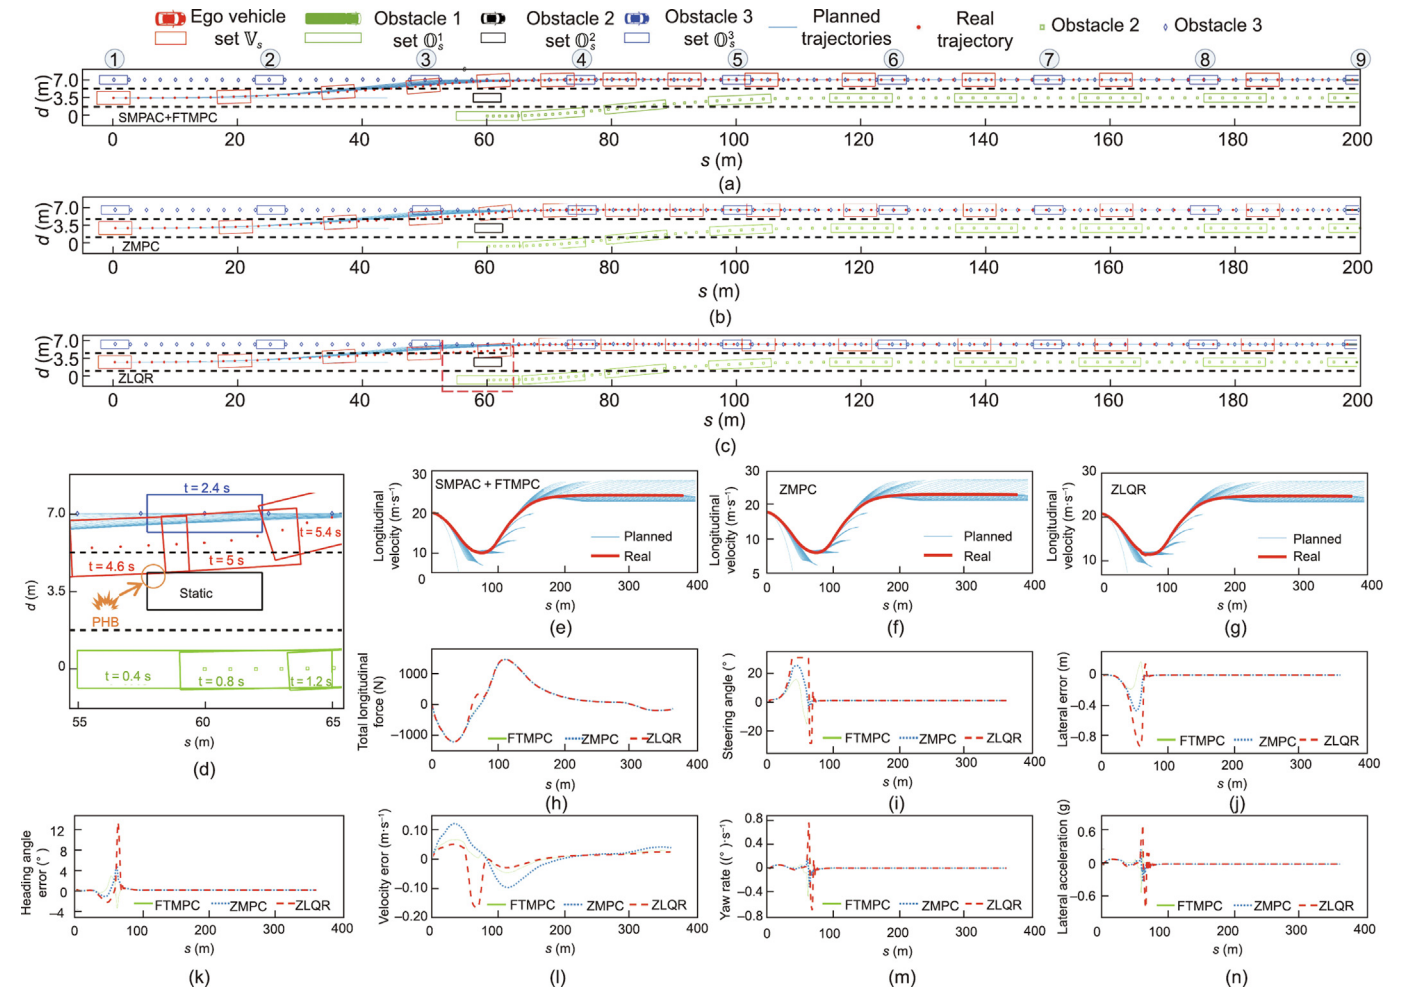 Ego vehicle Obstacle 1 Obstacle 2 Obstacle 3 Planned Real Obstacle 2 Obstacle 3
set 𝕍s set 𝕆s1 set 𝕆s2 set 𝕆s3 trajectories trajectory
1 2 3 4 5 6 7 8 9
d (m)
7.0
3.5
0
SMPAC+FTMPC
0 20 40 60 80 100 120 140 160 180 200
s (m)
(a)
d (m)
7.0
3.5
0
ZMPC
0 20 40 60 80 100 120 140 160 180 200
s (m)
(b)
d (m)
7.0
3.5
0
ZLQR
0 20 40 60 80 100 120 140 160 180 200
s (m)
(c)
d (m)
7.0
3.5
0
t = 2.4 s
t = 5.4 s
t = 4.6 s
t = 5 s
Static
PHB
t = 0.4 s
t = 0.8 s
t = 1.2 s
55 60 65
s (m)
(d)
Longitudinal
velocity (m·s⁻¹)
30
20
10
0
SMPAC + FTMPC
Planned
Real
0 100 200 300 400
s (m)
(e)
Longitudinal
velocity (m·s⁻¹)
30
20
10
5
ZMPC
Planned
Real
0 100 200 300 400
s (m)
(f)
Longitudinal
velocity (m·s⁻¹)
30
20
10
ZLQR
Planned
Real
0 100 200 300 400
s (m)
(g)
Total longitudinal
force (N)
1000
0
−1000
FTMPC ZMPC ZLQR
0 100 200 300 400
s (m)
(h)
Steering angle (°)
20
0
−20
FTMPC ZMPC ZLQR
0 100 200 300 400
s (m)
(i)
Lateral error (m)
0
−0.4
−0.8
FTMPC ZMPC ZLQR
0 100 200 300 400
s (m)
(j)
Heading angle
error (°)
12
8
4
0
−4
FTMPC ZMPC ZLQR
0 100 200 300 400
s (m)
(k)
Velocity error (m·s⁻¹)
0.10
0
−0.10
−0.20
FTMPC ZMPC ZLQR
0 100 200 300 400
s (m)
(l)
Yaw rate ((°)·s⁻¹)
0.8
0.4
0
−0.4
−0.8
FTMPC ZMPC ZLQR
0 100 200 300 400
s (m)
(m)
Lateral acceleration (g)
0.6
0
−0.6
FTMPC ZMPC ZLQR
0 100 200 300 400
s (m)
(n)